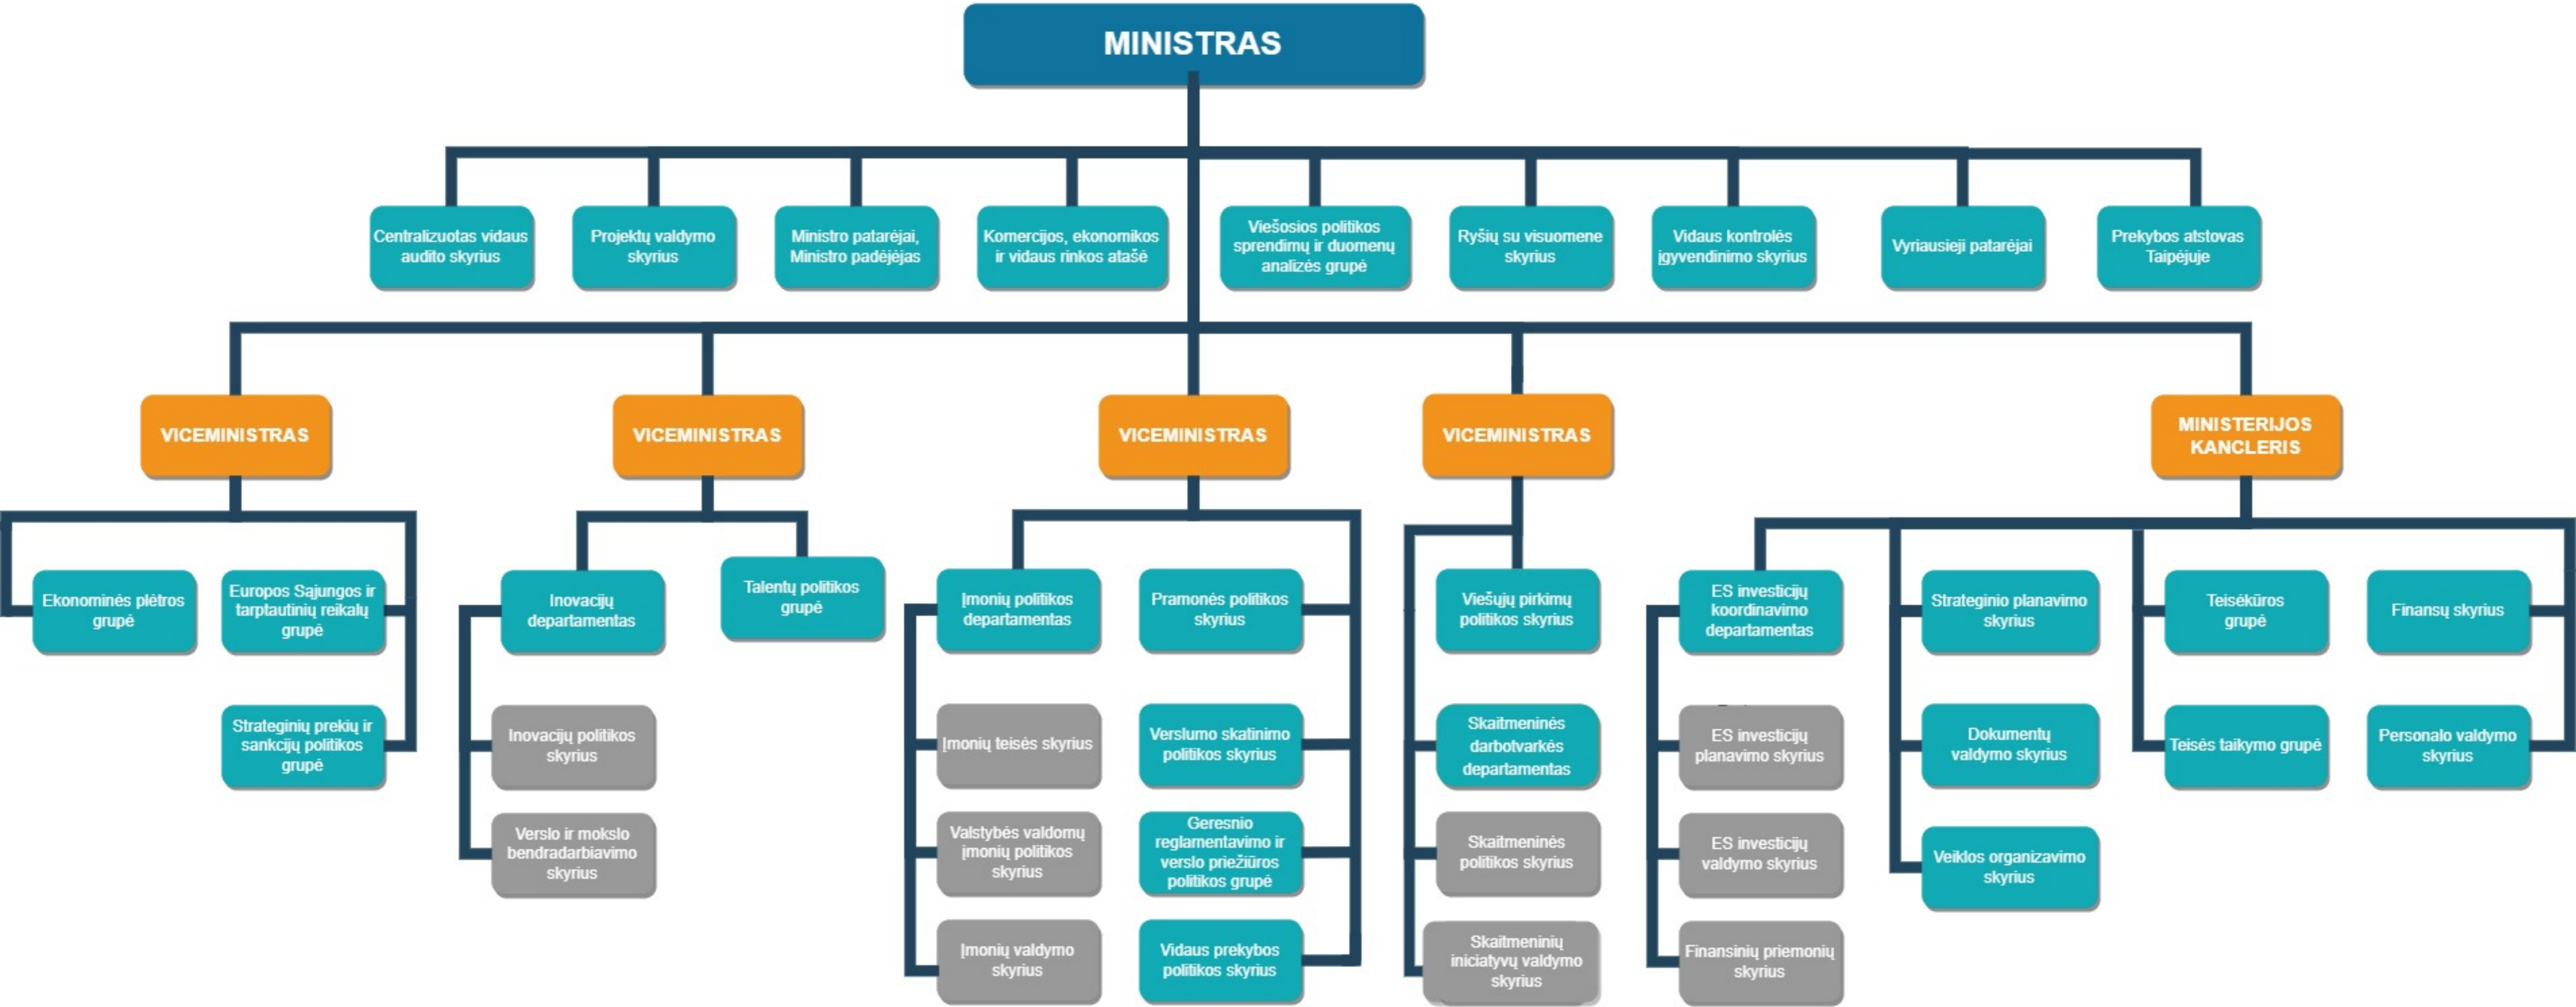 MINISTRAS
Centralizuotas vidaus
audito skyrius
Projektų valdymo
skyrius
Ministro patarėjai,
Ministro padėjėjas
Komercijos, ekonomikos
ir vidaus rinkos atašė
Viešosios politikos
sprendimų ir duomenų
analizės grupė
Ryšių su visuomene
skyrius
Vidaus kontrolės
įgyvendinimo skyrius
Vyriausieji patarėjai
Prekybos atstovas
Taipėjuje
VICEMINISTRAS
VICEMINISTRAS
VICEMINISTRAS
VICEMINISTRAS
MINISTERIJOS
KANCLERIS
Ekonominės plėtros
grupė
Europos Sąjungos ir
tarptautinių reikalų
grupė
Strateginių prekių ir
sankcijų politikos
grupė
Inovacijų
departamentas
Talentų politikos
grupė
Inovacijų politikos
skyrius
Verslo ir mokslo
bendradarbiavimo
skyrius
Įmonių politikos
departamentas
Pramonės politikos
skyrius
Įmonių teisės skyrius
Verslumo skatinimo
politikos skyrius
Valstybės valdomų
įmonių politikos
skyrius
Geresnio
reglamentavimo ir
verslo priežiūros
politikos grupė
Įmonių valdymo
skyrius
Vidaus prekybos
politikos skyrius
Viešųjų pirkimų
politikos skyrius
Skaitmeninės
darbotvarkės
departamentas
Skaitmeninės
politikos skyrius
Skaitmeninių
iniciatyvų valdymo
skyrius
ES investicijų
koordinavimo
departamentas
ES investicijų
planavimo skyrius
ES investicijų
valdymo skyrius
Finansinių priemonių
skyrius
Strateginio planavimo
skyrius
Dokumentų
valdymo skyrius
Veiklos organizavimo
skyrius
Teisėkūros
grupė
Teisės taikymo grupė
Finansų skyrius
Personalo valdymo
skyrius